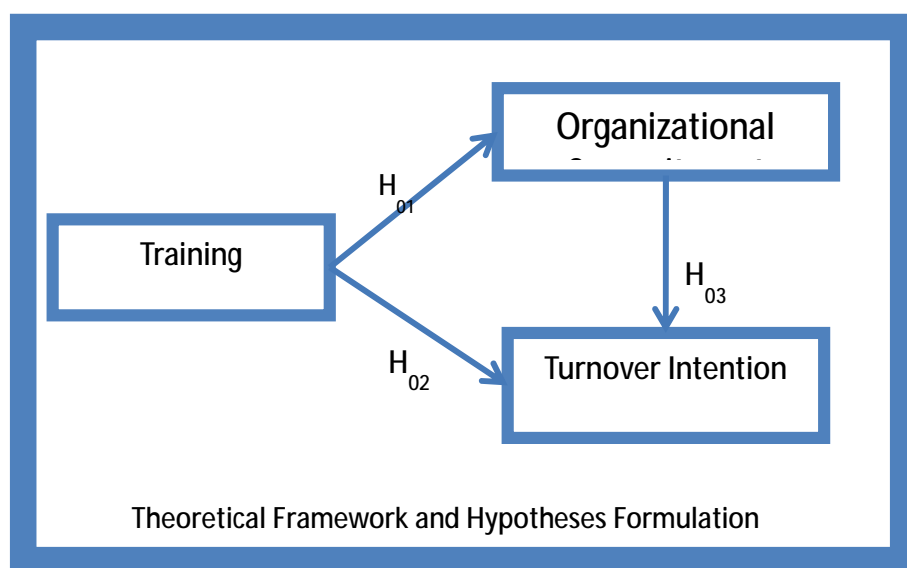 Organizational
H01
Training
H03
H02
Turnover Intention
Theoretical Framework and Hypotheses Formulation